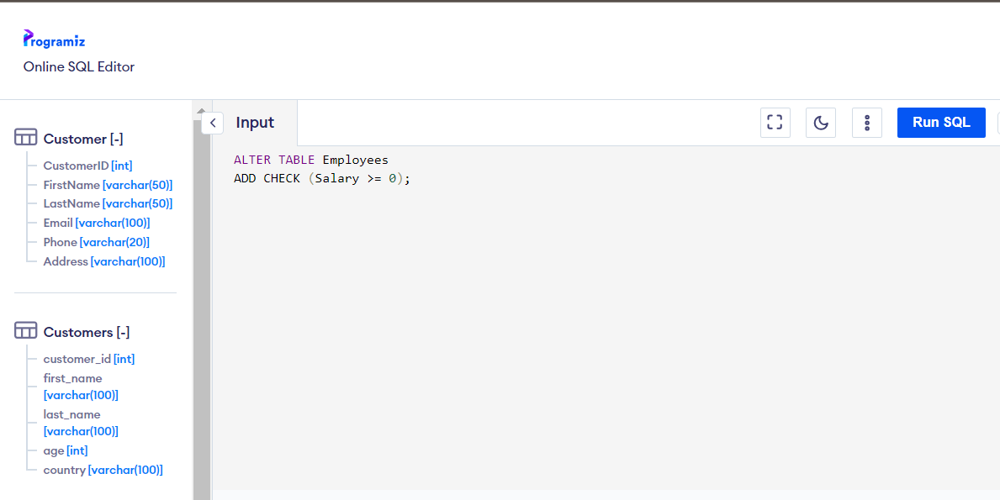 Programiz
Online SQL Editor
Customer [-]
CustomerID [int]
FirstName [varchar(50)]
LastName [varchar(50)]
Email [varchar(100)]
Phone [varchar(20)]
Address [varchar(100)]
Customers [-]
customer_id [int]
first_name
[varchar(100)]
last_name
[varchar(100)]
age [int]
country [varchar(100)]
Input
Run SQL
ALTER TABLE Employees
ADD CHECK (Salary >= 0);